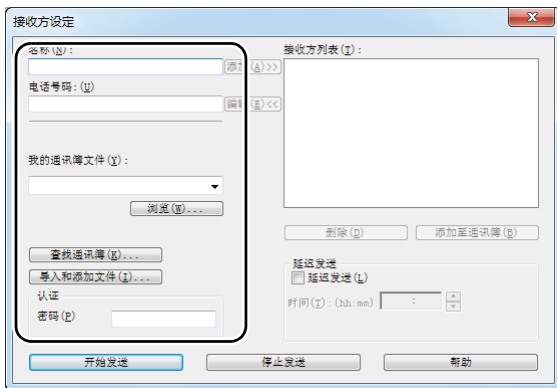 接收方设定
名称(N):
添加(A)>>
电话号码:(U)
编辑(E)<<
我的通讯簿文件(Y):
浏览(W)...
查找通讯簿(K)...
导入和添加文件(I)...
认证
密码(P)
接收方列表(I):
删除(D)
添加至通讯簿(B)
延迟发送
延迟发送(L)
时间(T):(hh:mm)
:
开始发送
停止发送
帮助